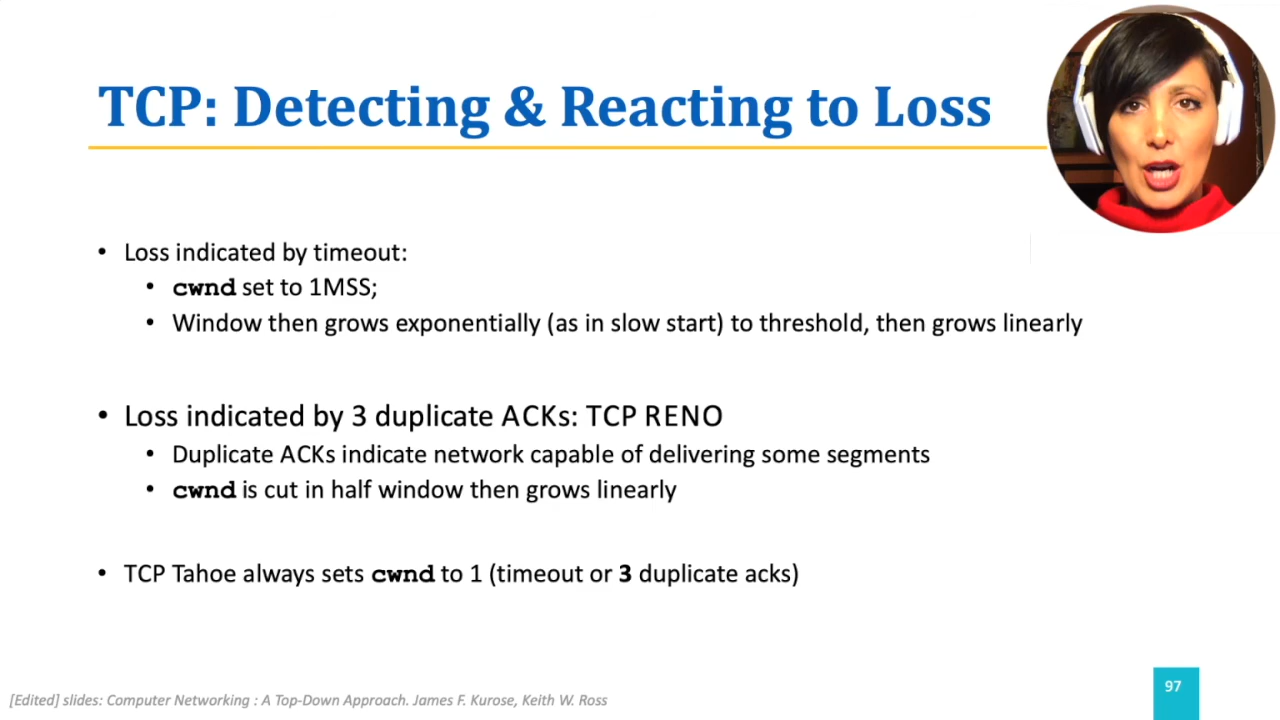 TCP: Detecting & Reacting to Loss
• Loss indicated by timeout:
• cwnd set to 1MSS;
• Window then grows exponentially (as in slow start) to threshold, then grows linearly
• Loss indicated by 3 duplicate ACKs: TCP RENO
• Duplicate ACKs indicate network capable of delivering some segments
• cwnd is cut in half window then grows linearly
• TCP Tahoe always sets cwnd to 1 (timeout or 3 duplicate acks)
[Edited] slides: Computer Networking : A Top-Down Approach. James F. Kurose, Keith W. Ross
97